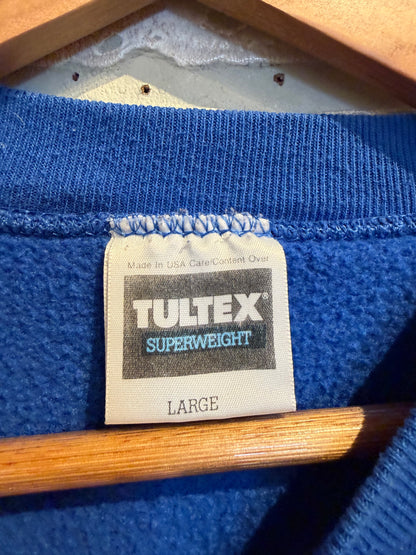 Made In USA Care/Content Over
TULTEX®
SUPERWEIGHT
LARGE